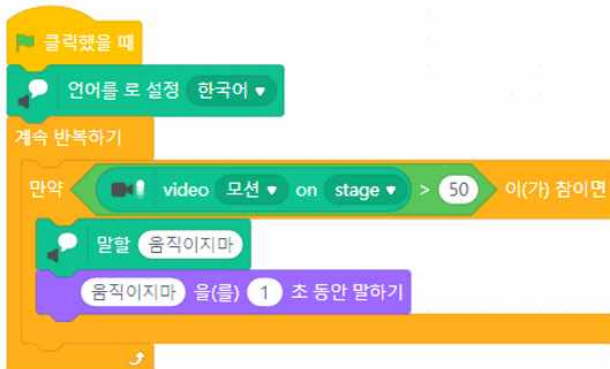 클릭했을 때
언어를 로 설정 한국어
계속 반복하기
만약 video 모션 on stage > 50 이(가) 참이면
말할 움직이지마
움직이지마 을(를) 1 초 동안 말하기